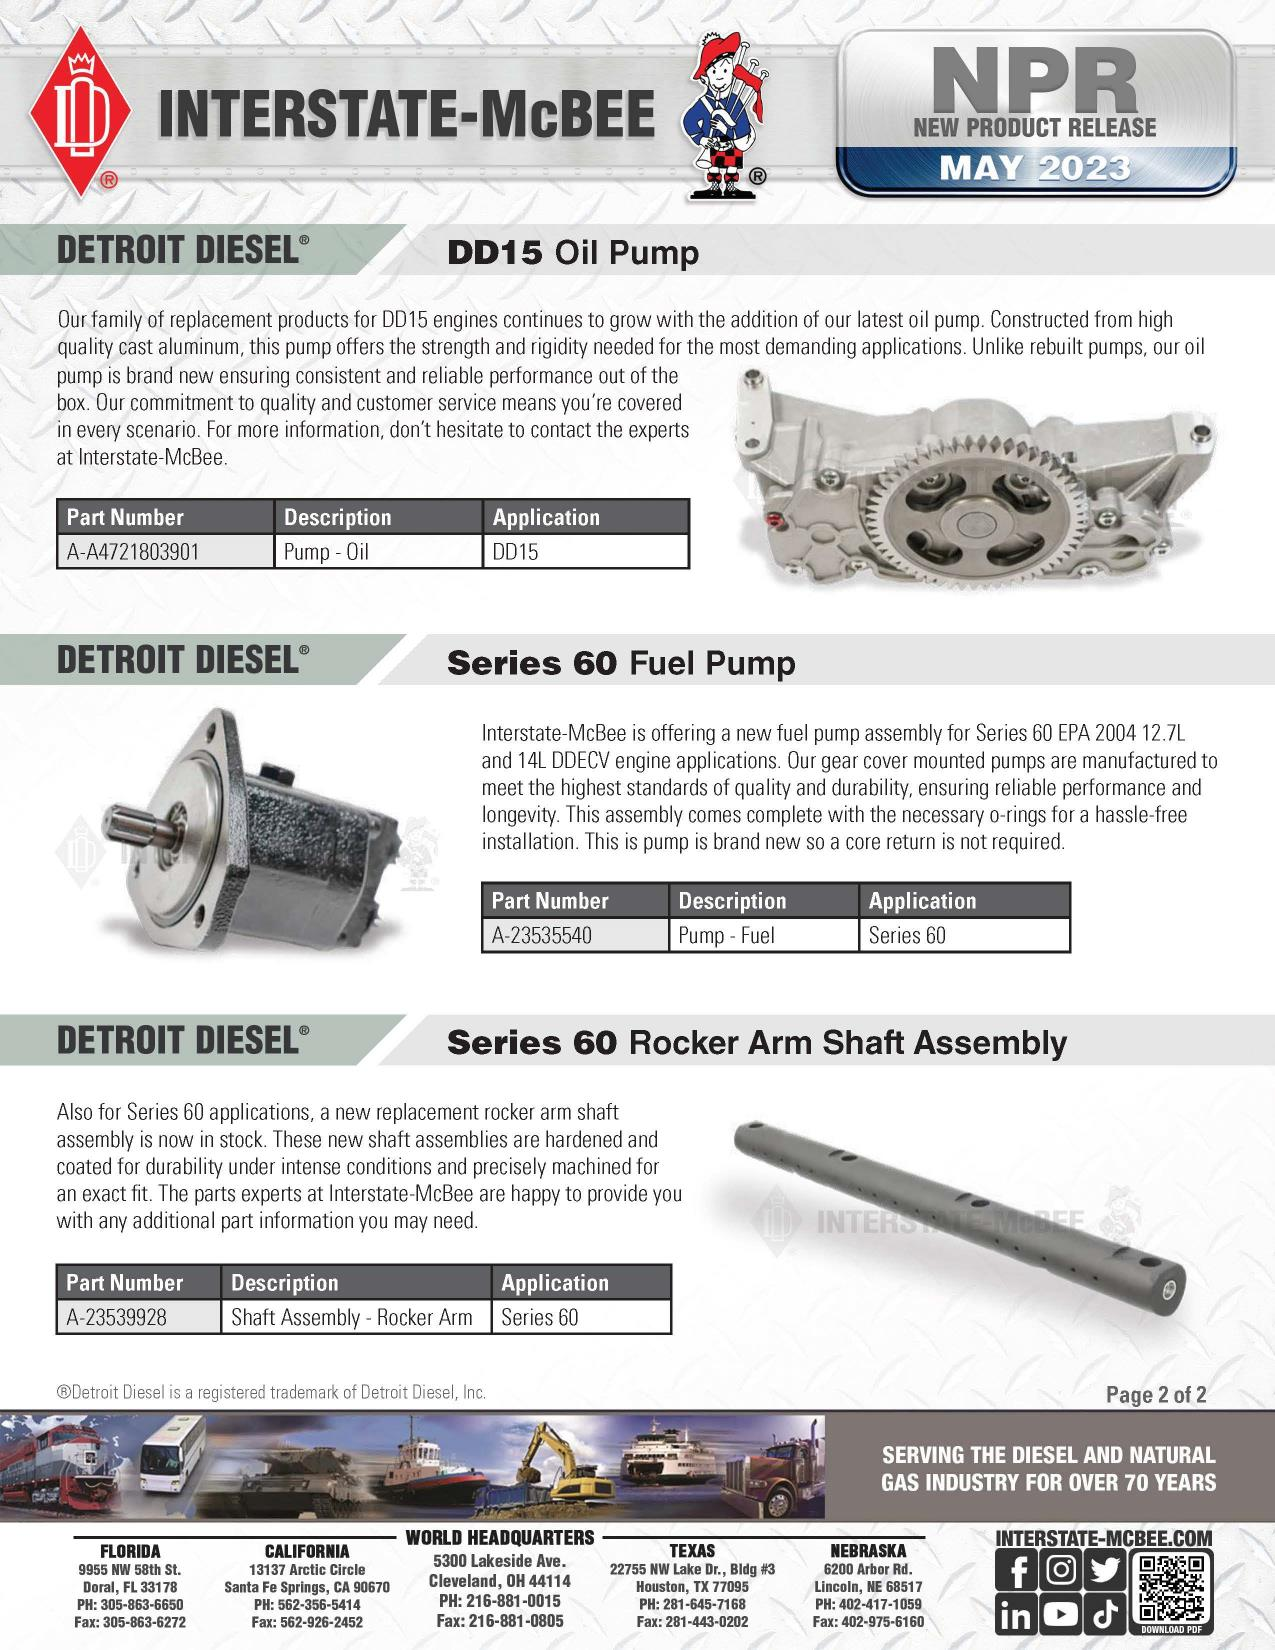 INTERSTATE-McBEE
®
®
NPR
NEW PRODUCT RELEASE
MAY 2023
DETROIT DIESEL®
DD15 Oil Pump
Our family of replacement products for DD15 engines continues to grow with the addition of our latest oil pump. Constructed from high
quality cast aluminum, this pump offers the strength and rigidity needed for the most demanding applications. Unlike rebuilt pumps, our oil
pump is brand new ensuring consistent and reliable performance out of the
box. Our commitment to quality and customer service means you're covered
in every scenario. For more information, don't hesitate to contact the experts
at Interstate-McBee.
Part Number Description Application
A-A4721803901 Pump - Oil DD15
DETROIT DIESEL®
Series 60 Fuel Pump
Interstate-McBee is offering a new fuel pump assembly for Series 60 EPA 2004 12.7L
and 14L DDECV engine applications. Our gear cover mounted pumps are manufactured to
meet the highest standards of quality and durability, ensuring reliable performance and
longevity. This assembly comes complete with the necessary o-rings for a hassle-free
installation. This is pump is brand new so a core return is not required.
Part Number Description Application
A-23535540 Pump - Fuel Series 60
DETROIT DIESEL®
Series 60 Rocker Arm Shaft Assembly
Also for Series 60 applications, a new replacement rocker arm shaft
assembly is now in stock. These new shaft assemblies are hardened and
coated for durability under intense conditions and precisely machined for
an exact fit. The parts experts at Interstate-McBee are happy to provide you
with any additional part information you may need.
INTERSTATE-McBEE
Part Number Description Application
A-23539928 Shaft Assembly - Rocker Arm Series 60
®Detroit Diesel is a registered trademark of Detroit Diesel, Inc.
Page 2 of 2
SERVING THE DIESEL AND NATURAL
GAS INDUSTRY FOR OVER 70 YEARS
FLORIDA
9955 NW 58th St.
Doral, FL 33178
PH: 305-863-6650
Fax: 305-863-6272
CALIFORNIA
13137 Arctic Circle
Santa Fe Springs, CA 90670
PH: 562-356-5414
Fax: 562-926-2452
WORLD HEADQUARTERS
5300 Lakeside Ave.
Cleveland, OH 44114
PH: 216-881-0015
Fax: 216-881-0805
TEXAS
22755 NW Lake Dr., Bldg #3
Houston, TX 77095
PH: 281-645-7168
Fax: 281-443-0202
NEBRASKA
6200 Arbor Rd.
Lincoln, NE 68517
PH: 402-417-1059
Fax: 402-975-6160
INTERSTATE-MCBEE.COM
DOWNLOAD PDF